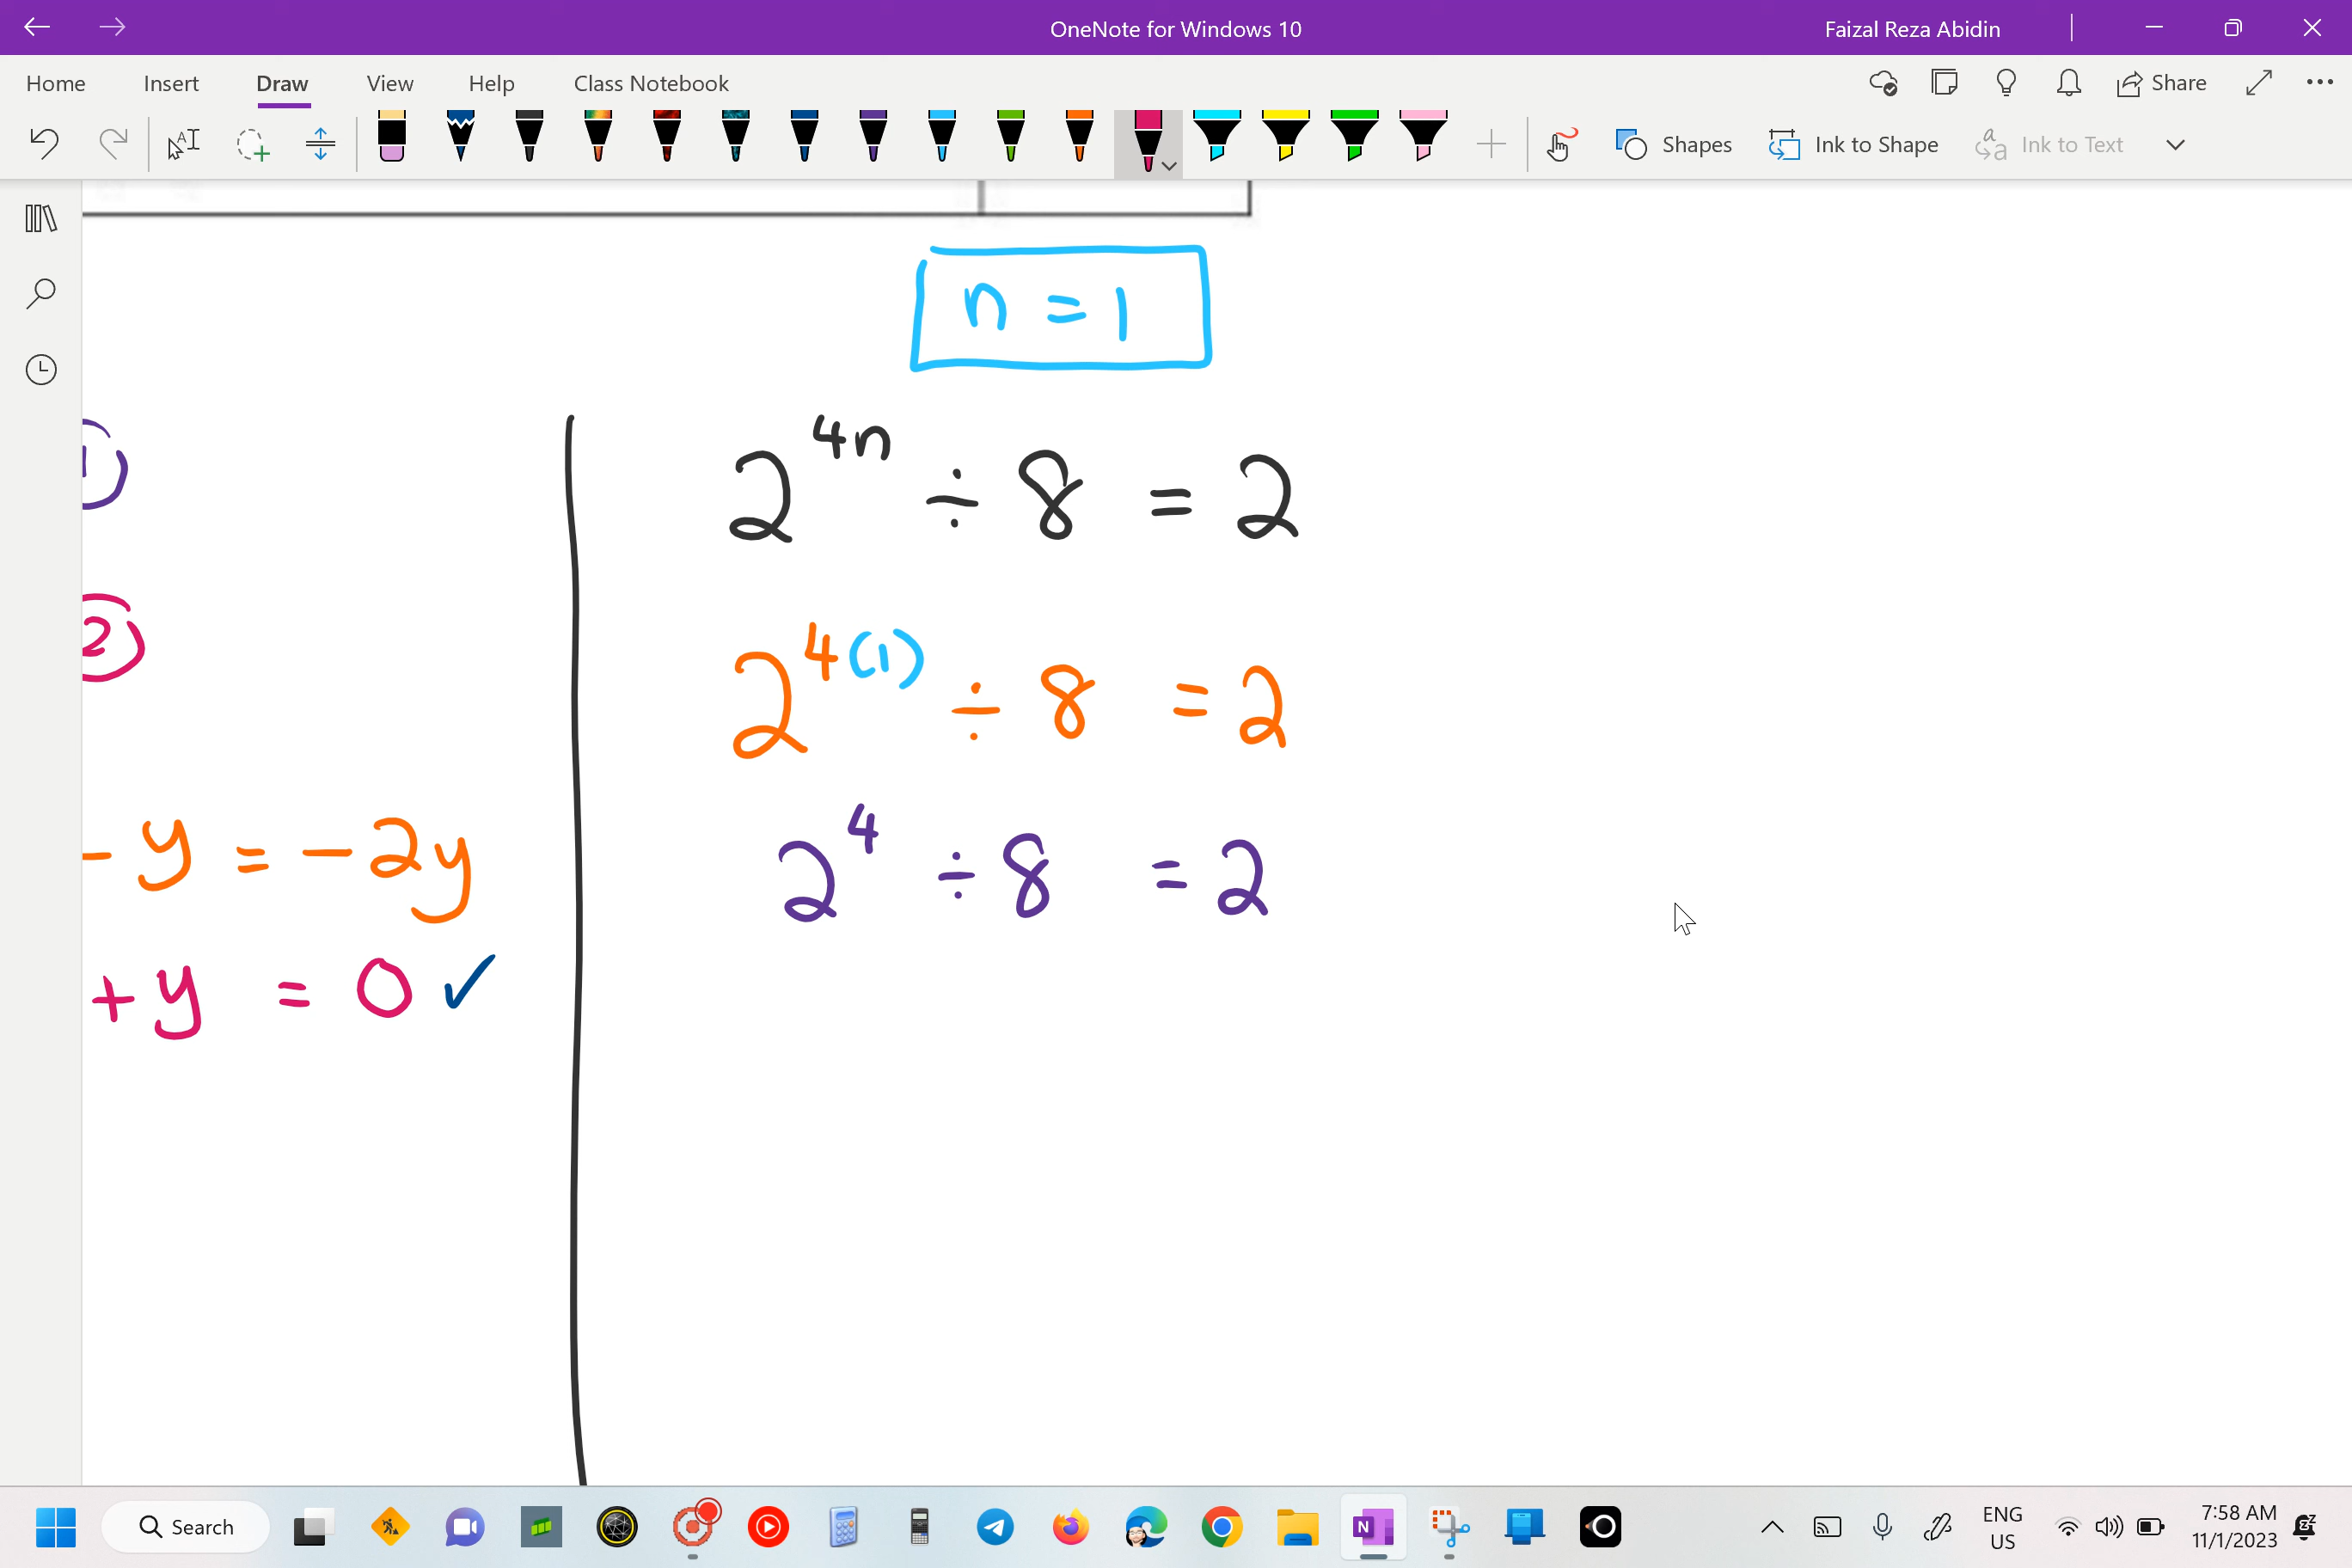 OneNote for Windows 10
Faizal Reza Abidin
Home Insert Draw View Help Class Notebook
Share
Shapes Ink to Shape Ink to Text
n = 1
1
2
2^{4n} ÷ 8 = 2
2^{4(1)} ÷ 8 = 2
2^4 ÷ 8 = 2
- y = -2y
+ y = 0 ✓
Search
ENG
US
7:58 AM
11/1/2023